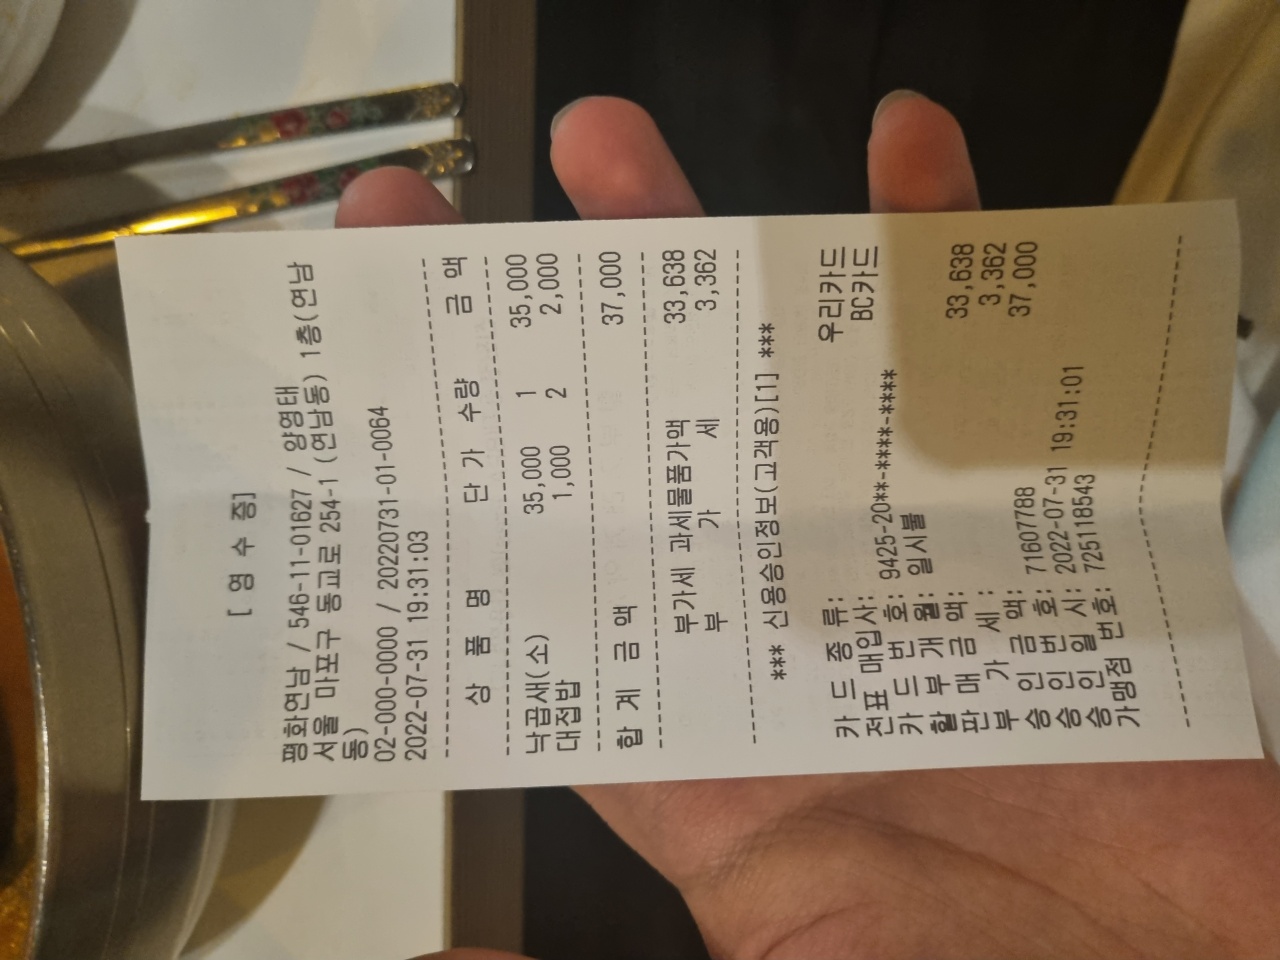 [ 영 수 증]
평화연남 / 546-11-01627 / 양영태
서울 마포구 동교로 254-1 (연남동) 1층(연남
동)
02-000-0000 / 20220731-01-0064
2022-07-31 19:31:03
상 품 명 단 가 수량 금 액
낙곱새(소) 35,000 1 35,000
대접밥 1,000 2 2,000
합 계 금 액 37,000
부가세 과세물품가액 33,638
부 가 세 3,362
*** 신용승인정보(고객용)[1] ***
카 드 종 류: 우리카드
전표 매입사: BC카드
카 드 번 호: 9425-20**-****-****
할 부 개 월: 일시불
판 매 금 액: 33,638
부 가 세: 3,362
승 인 금 액: 37,000
승 인 번 호: 71607788
승 인 일 시: 2022-07-31 19:31:01
가맹점 번호: 725118543